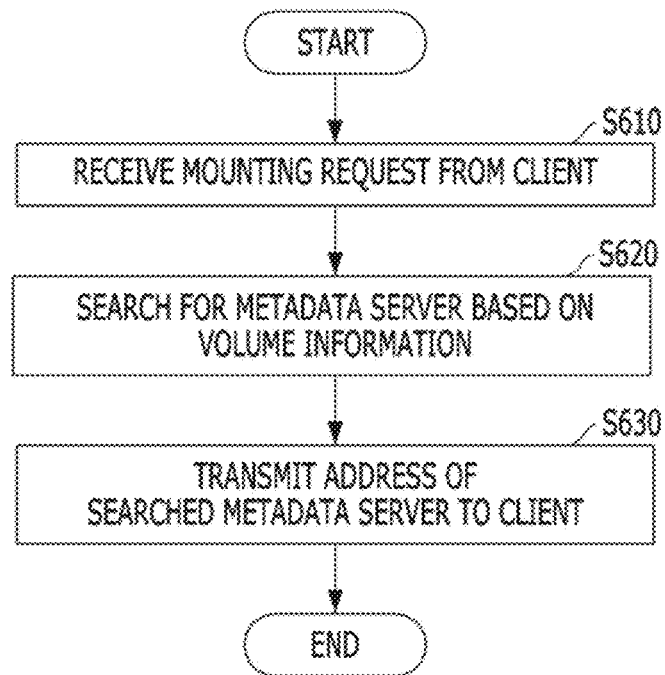 START
S610
RECEIVE MOUNTING REQUEST FROM CLIENT
S620
SEARCH FOR METADATA SERVER BASED ON
VOLUME INFORMATION
S630
TRANSMIT ADDRESS OF
SEARCHED METADATA SERVER TO CLIENT
END